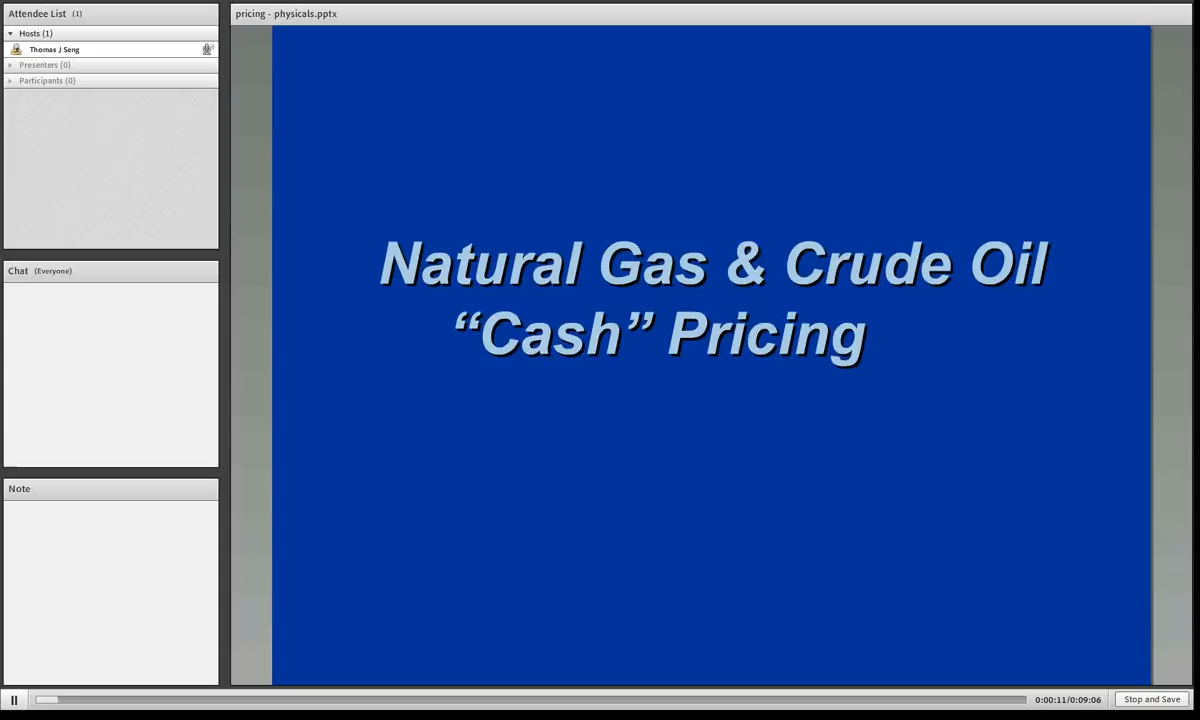 Attendee List (1)
Hosts (1)
Thomas J Seng
Presenters (0)
Participants (0)
Chat (Everyone)
Note
pricing - physicals.pptx
Natural Gas & Crude Oil
“Cash” Pricing
0:00:11/0:09:06
Stop and Save